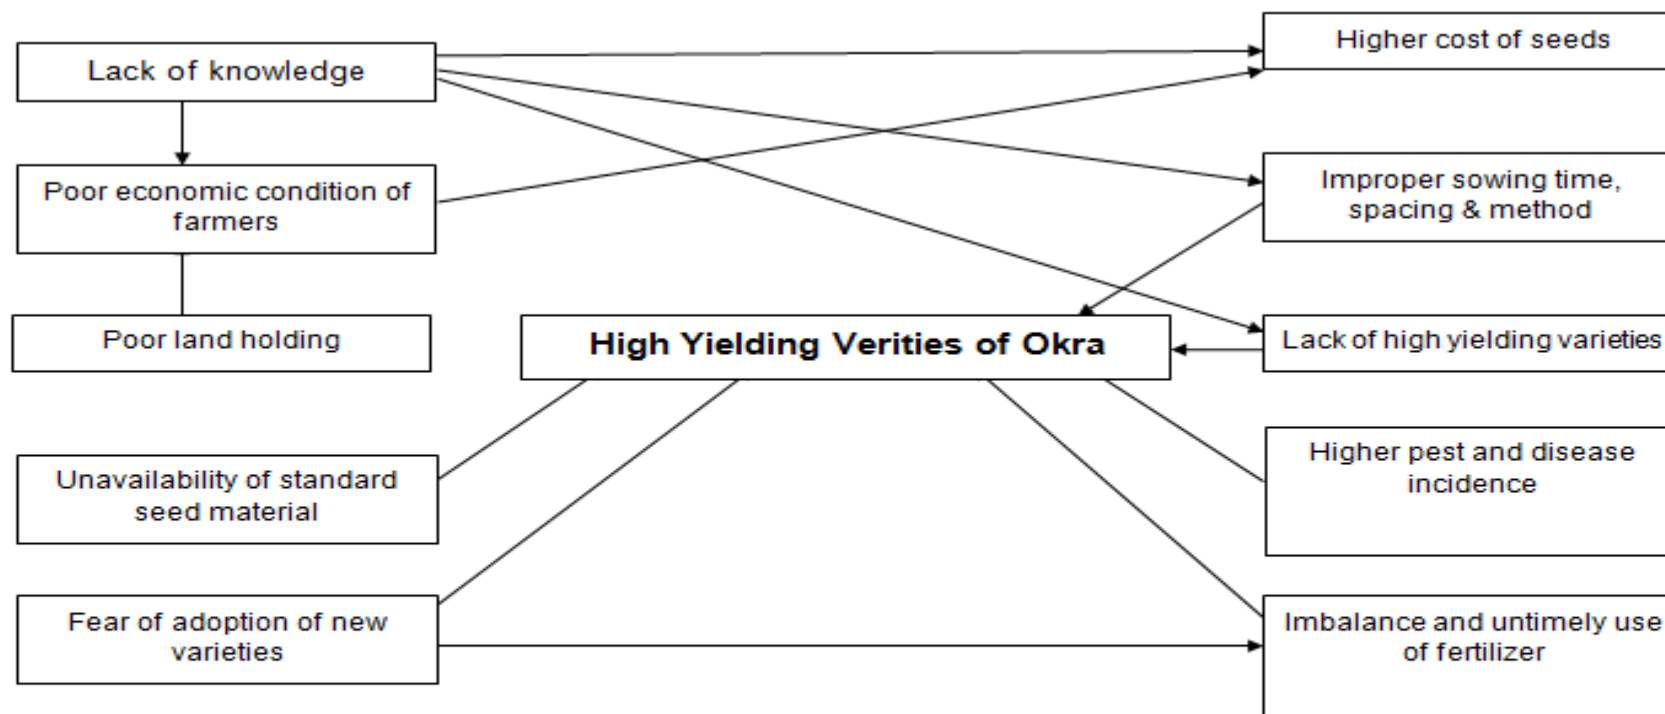 Lack of knowledge
Higher cost of seeds
Poor economic condition of
farmers
Improper sowing time,
spacing & method
Poor land holding
High Yielding Verities of Okra
Lack of high yielding varieties
Unavailability of standard
seed material
Higher pest and disease
incidence
Fear of adoption of new
varieties
Imbalance and untimely use
of fertilizer